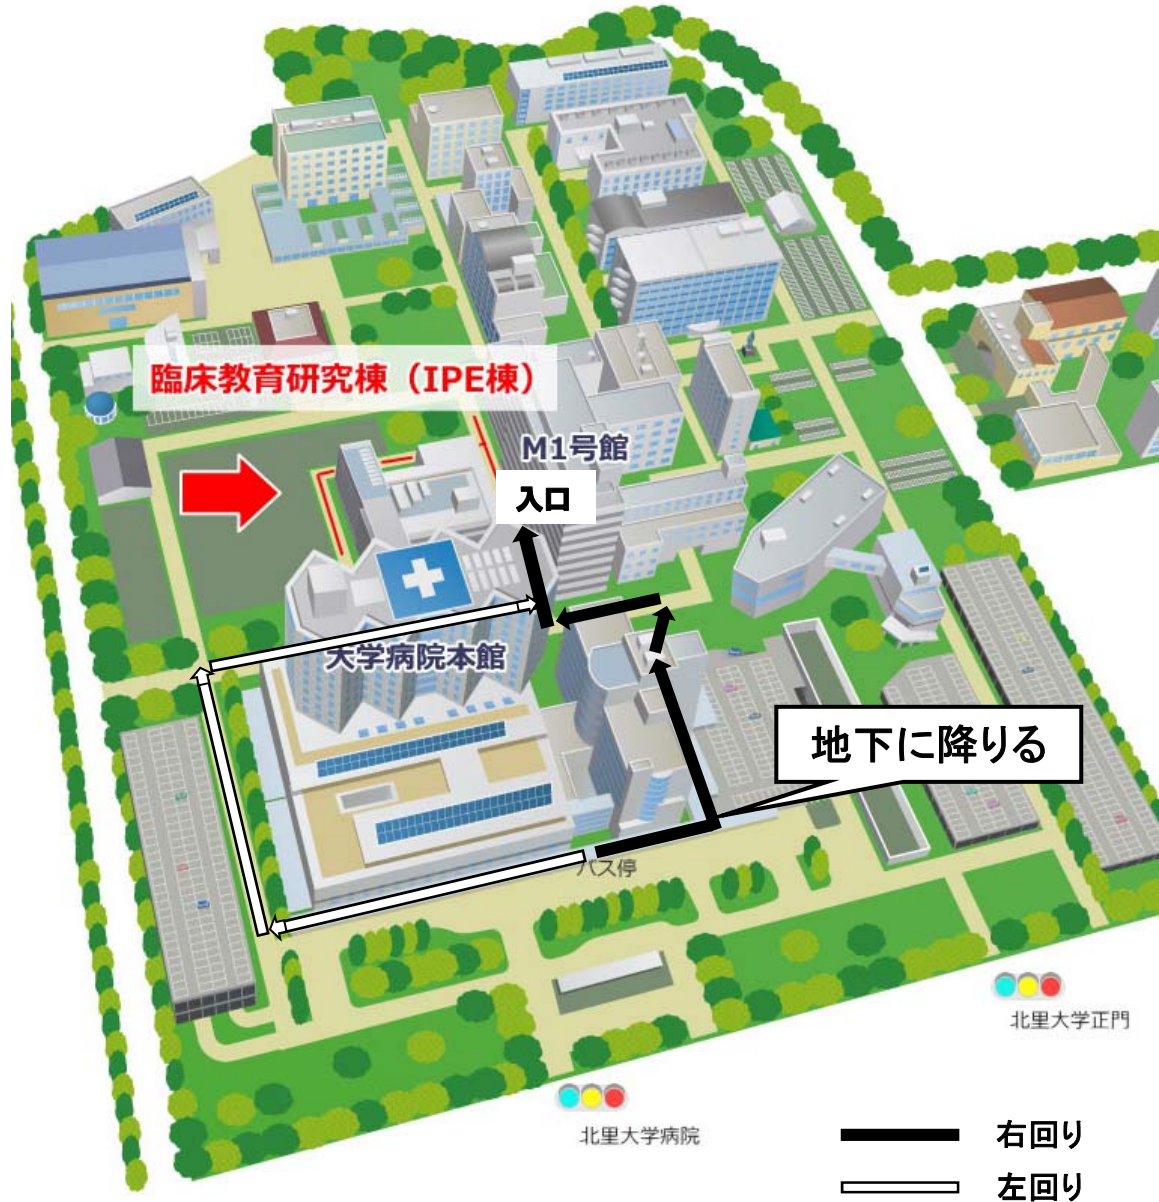 臨床教育研究棟（IPE棟）
M1号館
入口
大学病院本館
地下に降りる
バス停
北里大学正門
北里大学病院
右回り
左回り